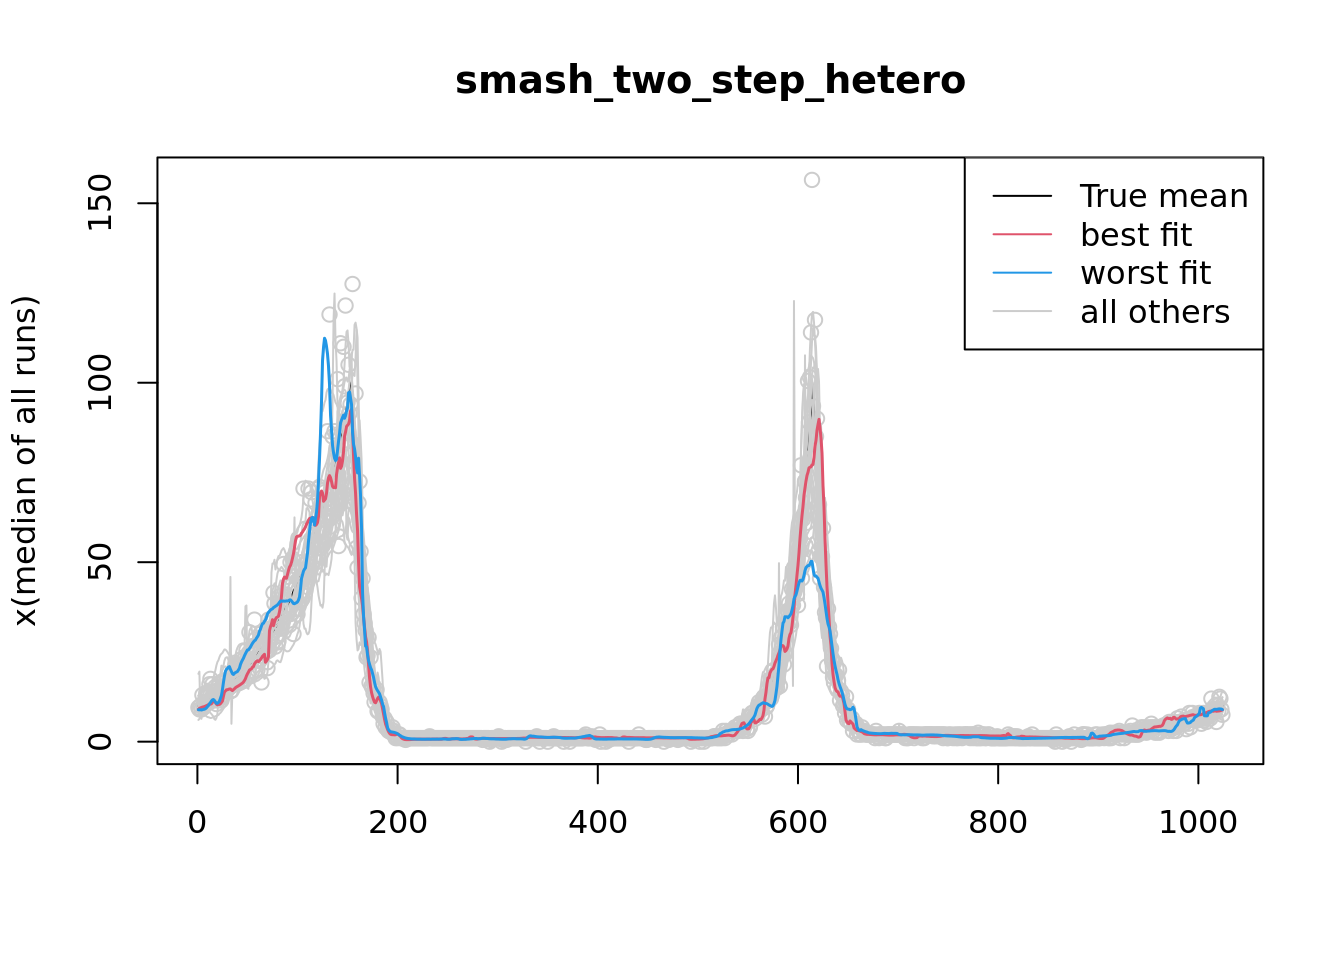 smash_two_step_hetero
x(median of all runs)
150
100
50
0
True mean
best fit
worst fit
all others
0 200 400 600 800 1000